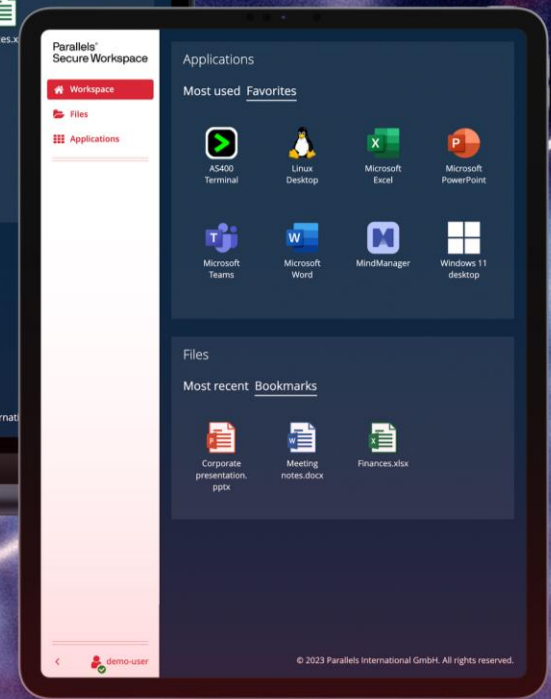 Parallels®
Secure Workspace
Workspace
Files
Applications
Applications
Most used Favorites
AS400
Terminal
Linux
Desktop
Microsoft
Excel
Microsoft
PowerPoint
Microsoft
Teams
Microsoft
Word
MindManager
Windows 11
desktop
Files
Most recent Bookmarks
Corporate
presentation.
pptx
Meeting
notes.docx
Finances.xlsx
demo-user
© 2023 Parallels International GmbH. All rights reserved.